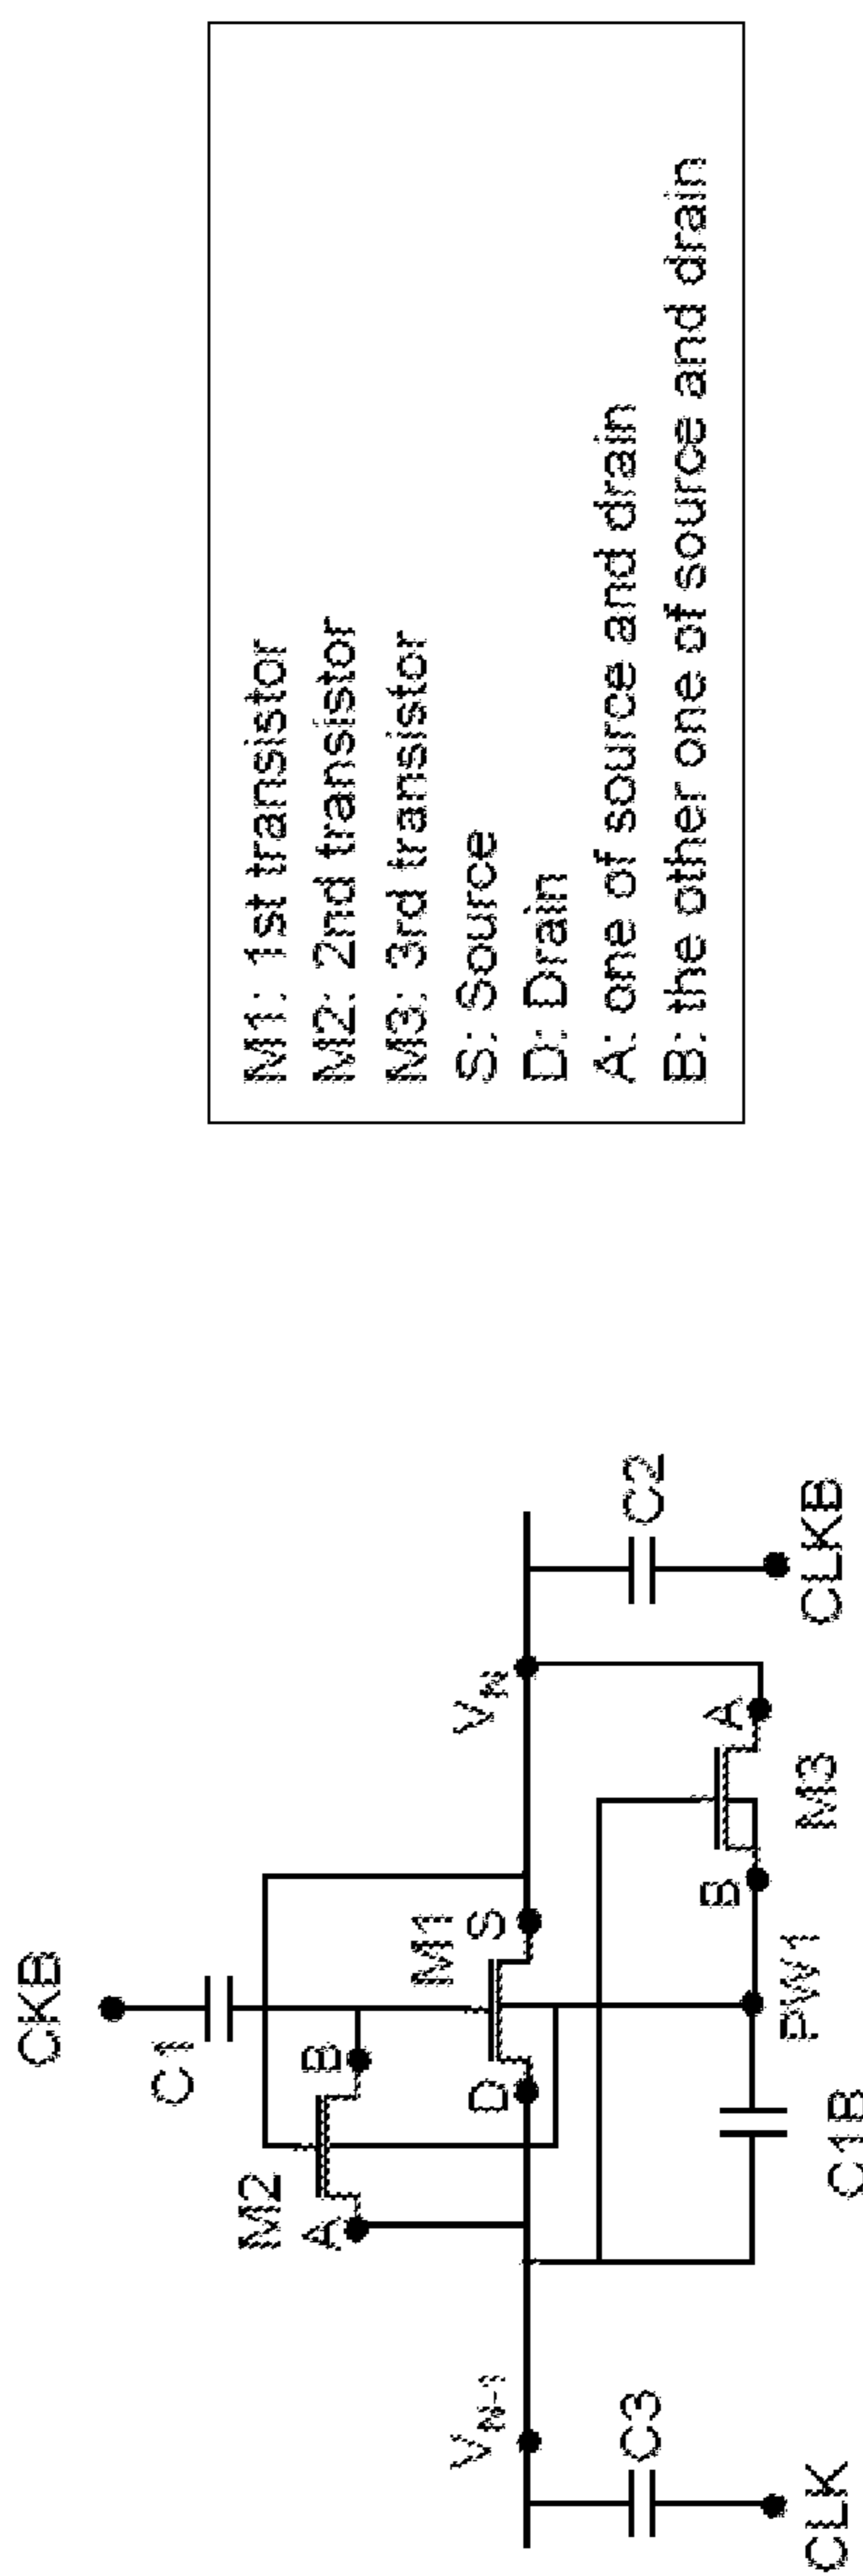 CKB
C1
M2
A
B
M1
D
S
V_{N-1}
V_N
C3
C2
A
B
M3
PW1
C1B
CLK
CLKB
M1: 1st transistor
M2: 2nd transistor
M3: 3rd transistor
S: Source
D: Drain
A: one of source and drain
B: the other one of source and drain